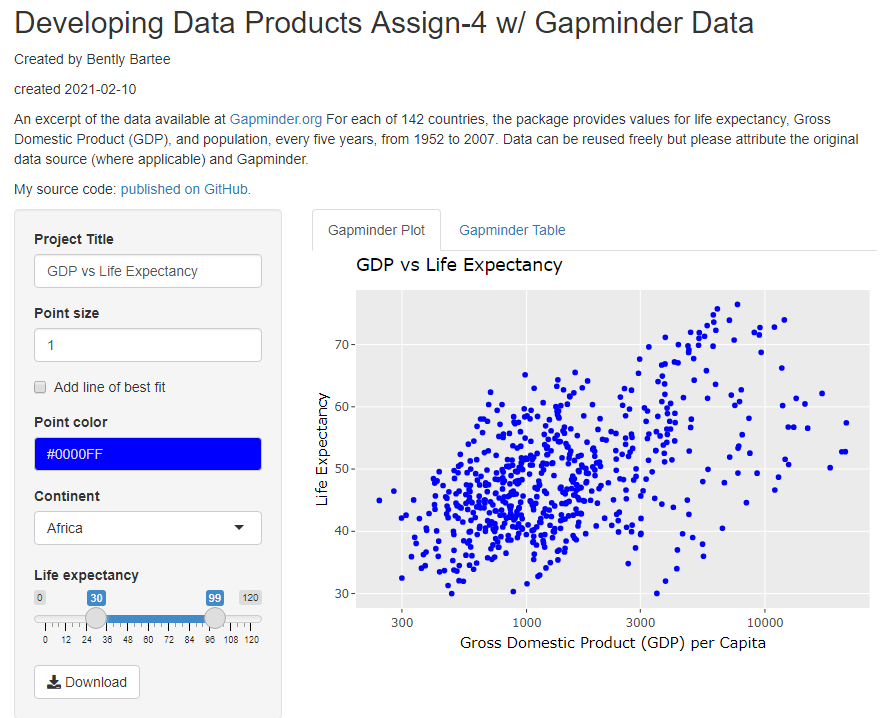 Developing Data Products Assign-4 w/ Gapminder Data
Created by Bently Bartee
created 2021-02-10
An excerpt of the data available at Gapminder.org For each of 142 countries, the package provides values for life expectancy, Gross
Domestic Product (GDP), and population, every five years, from 1952 to 2007. Data can be reused freely but please attribute the original
data source (where applicable) and Gapminder.
My source code: published on GitHub.
Project Title
GDP vs Life Expectancy
Point size
1
Add line of best fit
Point color
#0000FF
Continent
Africa
Life expectancy
0 30 99 120
0 12 24 36 48 60 72 84 96 108 120
Download
Gapminder Plot Gapminder Table
GDP vs Life Expectancy
Life Expectancy
70
60
50
40
30
300 1000 3000 10000
Gross Domestic Product (GDP) per Capita